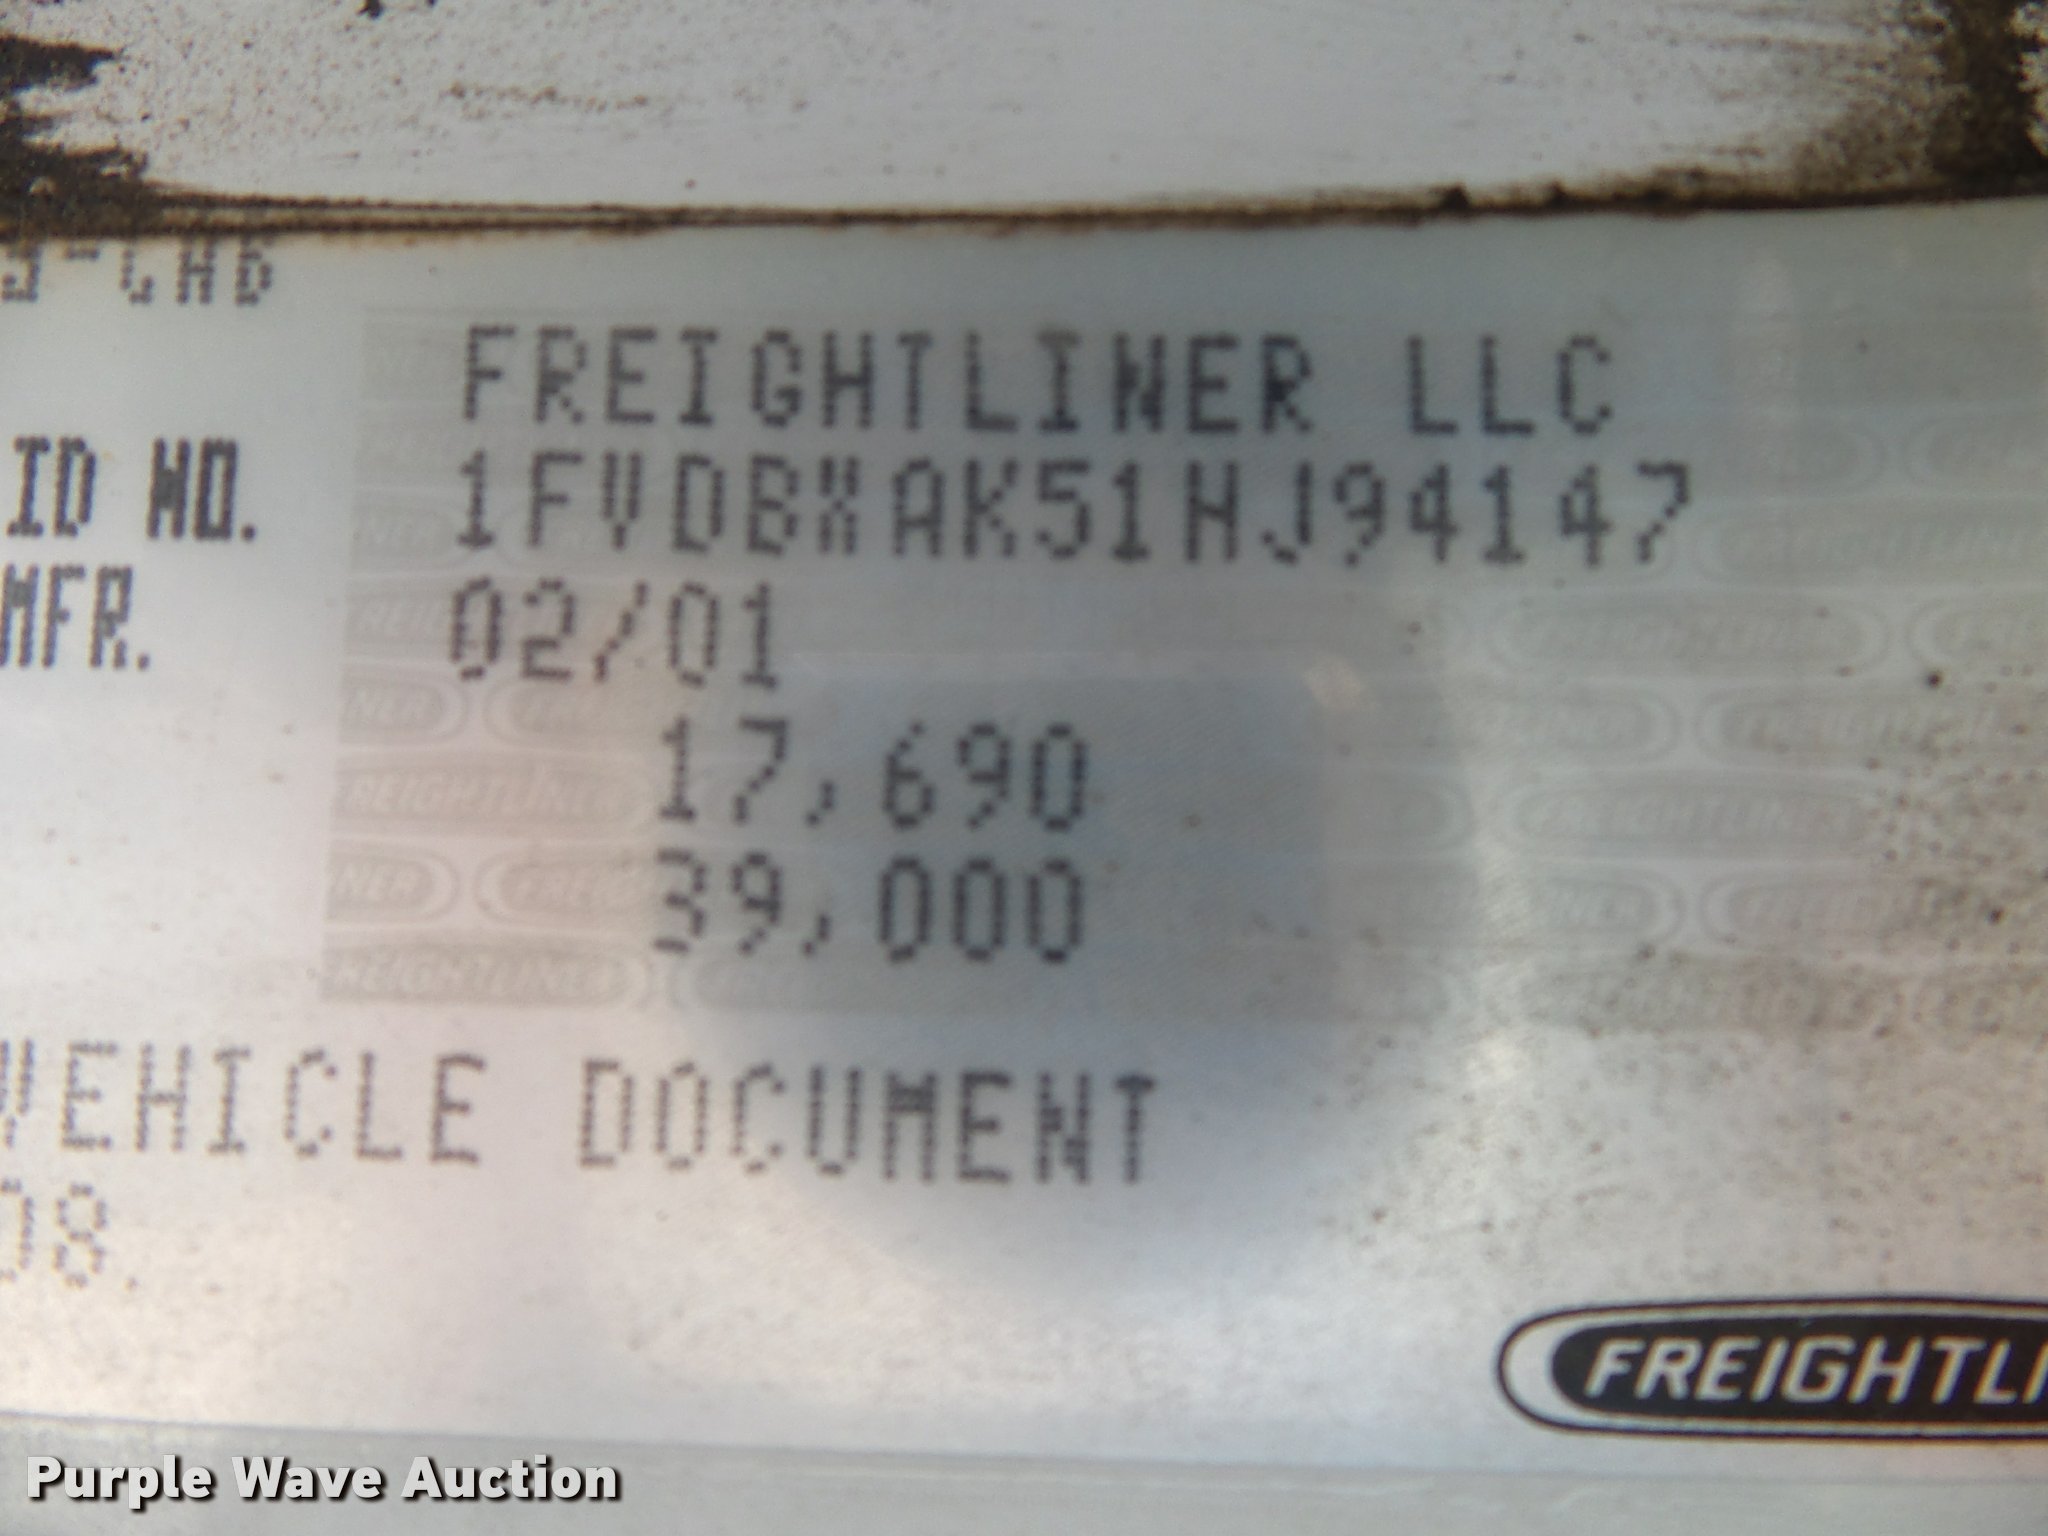 FREIGHTLINER LLC
ID NO. 1FVDBXAK51HJ94147
MFR. 02/01
17,690
39,000
VEHICLE DOCUMENT
FREIGHTLI
Purple Wave Auction